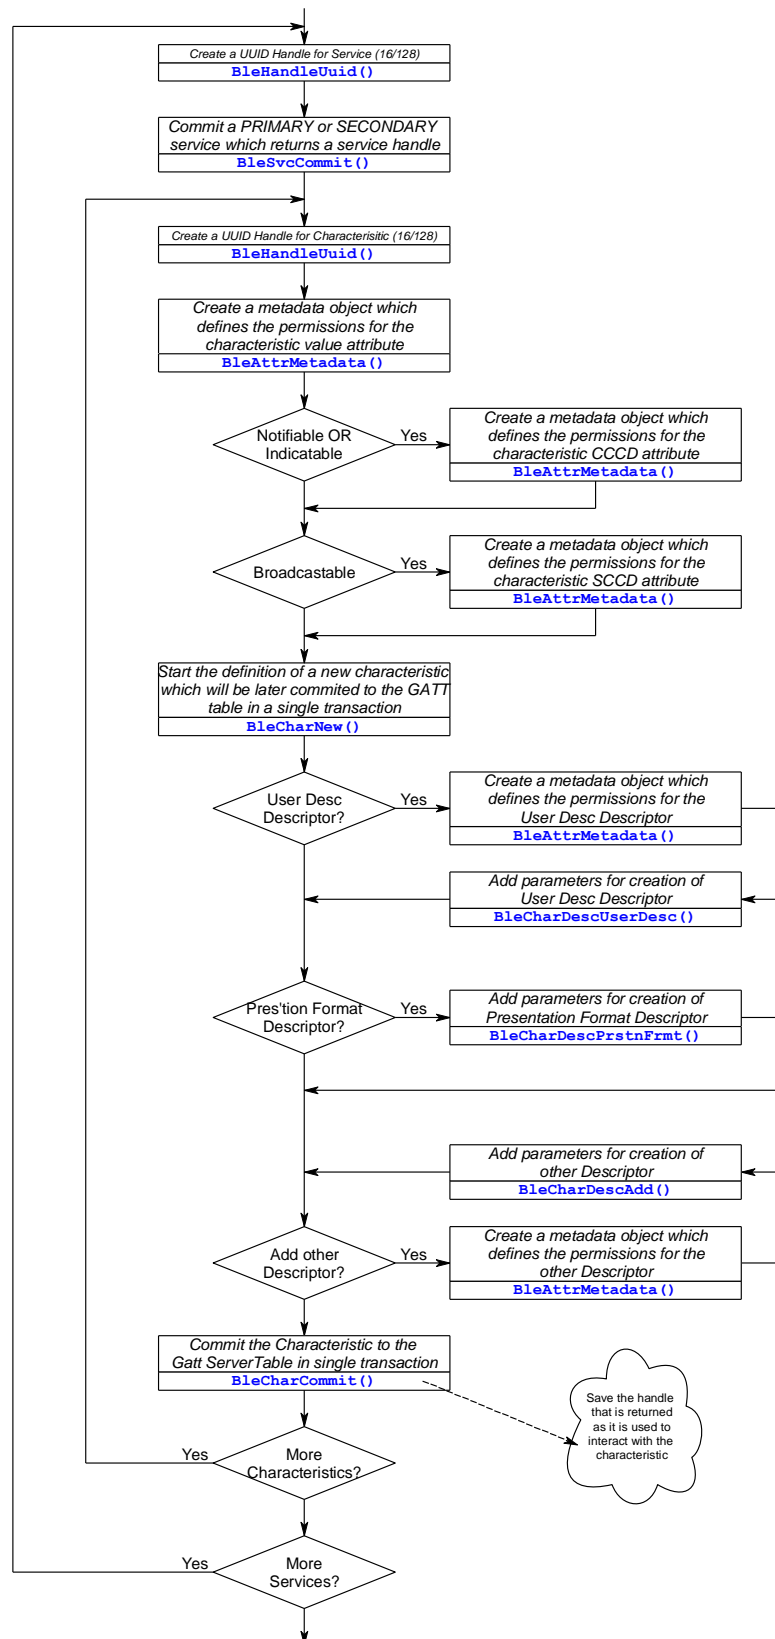 Create a UUID Handle for Service (16/128)
BleHandleUuid()
Commit a PRIMARY or SECONDARY
service which returns a service handle
BleSvcCommit()
Create a UUID Handle for Characterisitic (16/128)
BleHandleUuid()
Create a metadata object which
defines the permissions for the
characteristic value attribute
BleAttrMetadata()
Notifiable OR
Indicatable
Yes
Create a metadata object which
defines the permissions for the
characteristic CCCD attribute
BleAttrMetadata()
Broadcastable
Yes
Create a metadata object which
defines the permissions for the
characteristic SCCD attribute
BleAttrMetadata()
Start the definition of a new characteristic
which will be later commited to the GATT
table in a single transaction
BleCharNew()
User Desc
Descriptor?
Yes
Create a metadata object which
defines the permissions for the
User Desc Descriptor
BleAttrMetadata()
Add parameters for creation of
User Desc Descriptor
BleCharDescUserDesc()
Pres'tion Format
Descriptor?
Yes
Add parameters for creation of
Presentation Format Descriptor
BleCharDescPrstnFrmt()
Add parameters for creation of
other Descriptor
BleCharDescAdd()
Add other
Descriptor?
Yes
Create a metadata object which
defines the permissions for the
other Descriptor
BleAttrMetadata()
Commit the Characteristic to the
Gatt ServerTable in single transaction
BleCharCommit()
Save the handle
that is returned
as it is used to
interact with the
characteristic
Yes
More
Characteristics?
Yes
More
Services?